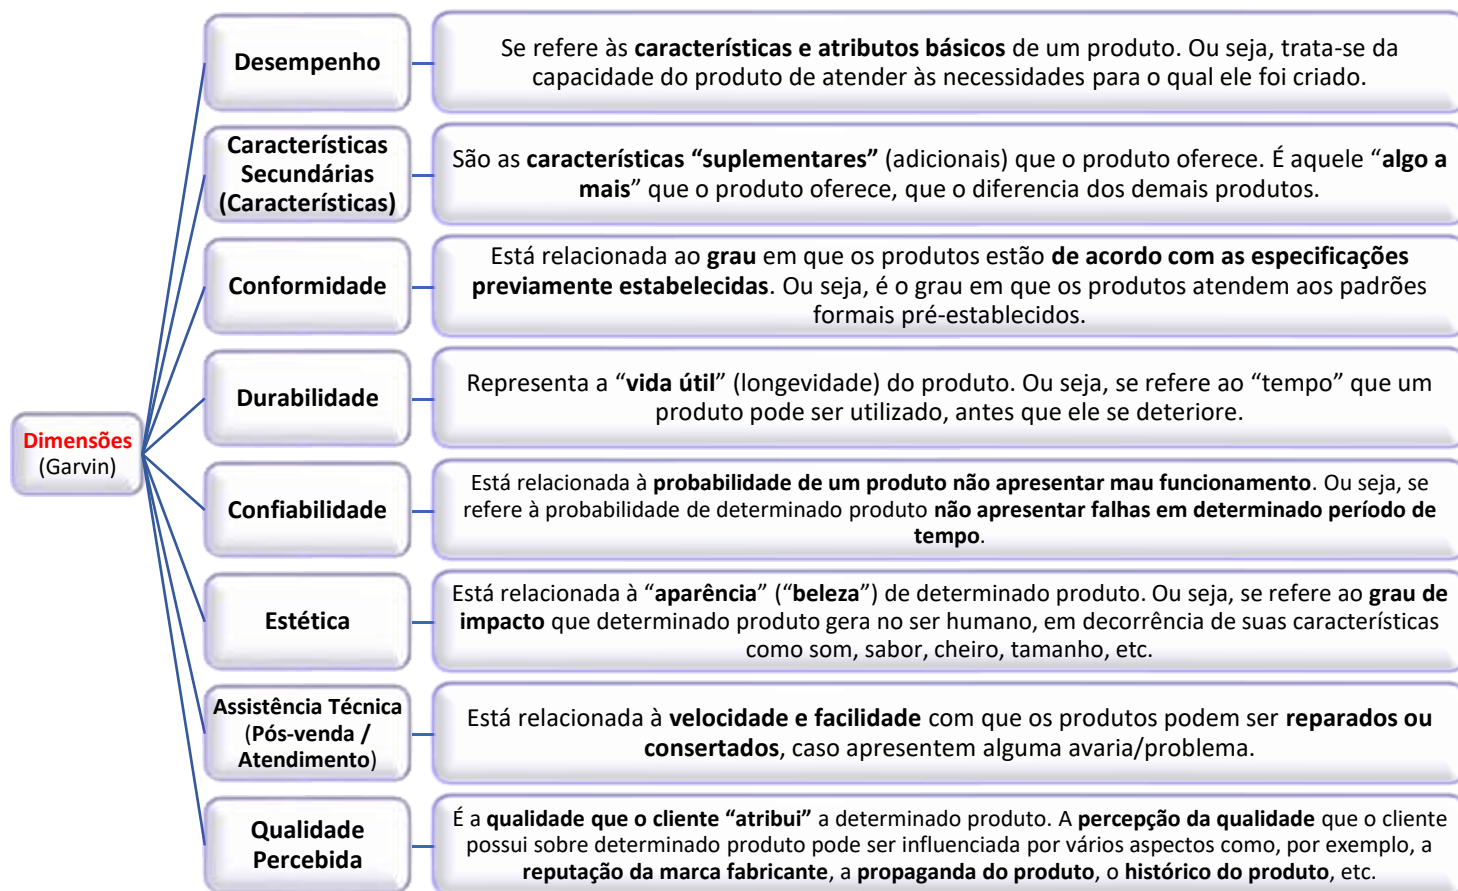 Desempenho
Se refere às características e atributos básicos de um produto. Ou seja, trata-se da
capacidade do produto de atender às necessidades para o qual ele foi criado.
Características
Secundárias
(Características)
São as características “suplementares” (adicionais) que o produto oferece. É aquele “algo a
mais” que o produto oferece, que o diferencia dos demais produtos.
Conformidade
Está relacionada ao grau em que os produtos estão de acordo com as especificações
previamente estabelecidas. Ou seja, é o grau em que os produtos atendem aos padrões
formais pré-establecidos.
Durabilidade
Representa a “vida útil” (longevidade) do produto. Ou seja, se refere ao “tempo” que um
produto pode ser utilizado, antes que ele se deteriore.
Dimensões
(Garvin)
Confiabilidade
Está relacionada à probabilidade de um produto não apresentar mau funcionamento. Ou seja, se
refere à probabilidade de determinado produto não apresentar falhas em determinado período de
tempo.
Estética
Está relacionada à “aparência” (“beleza”) de determinado produto. Ou seja, se refere ao grau de
impacto que determinado produto gera no ser humano, em decorrência de suas características
como som, sabor, cheiro, tamanho, etc.
Assistência Técnica
(Pós-venda /
Atendimento)
Está relacionada à velocidade e facilidade com que os produtos podem ser reparados ou
consertados, caso apresentem alguma avaria/problema.
Qualidade
Percebida
É a qualidade que o cliente “atribui” a determinado produto. A percepção da qualidade que o cliente
possui sobre determinado produto pode ser influenciada por vários aspectos como, por exemplo, a
reputação da marca fabricante, a propaganda do produto, o histórico do produto, etc.